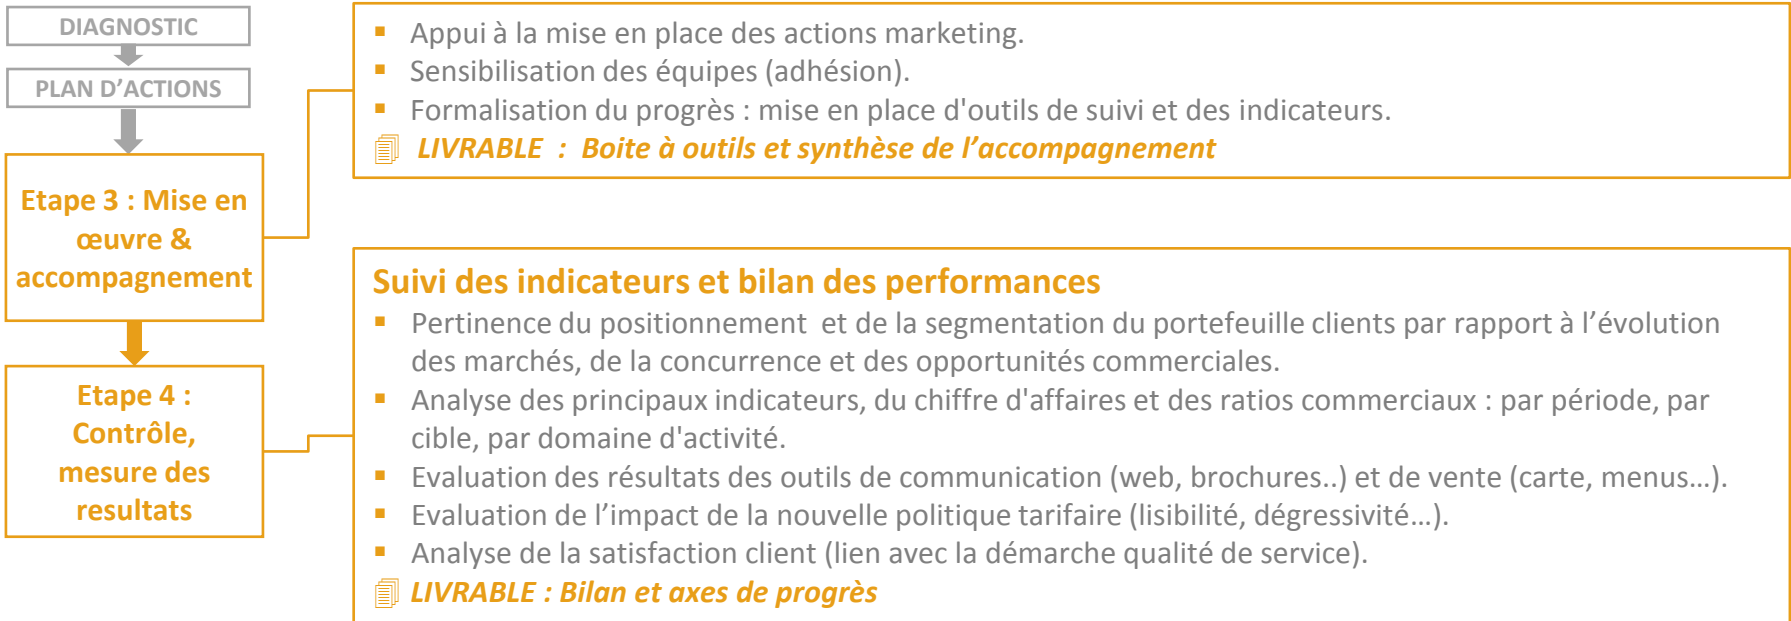 DIAGNOSTIC
PLAN D’ACTIONS
Etape 3 : Mise en
œuvre &
accompagnement
Etape 4 :
Contrôle,
mesure des
resultats
▪ Appui à la mise en place des actions marketing.
▪ Sensibilisation des équipes (adhésion).
▪ Formalisation du progrès : mise en place d'outils de suivi et des indicateurs.
LIVRABLE : Boite à outils et synthèse de l’accompagnement
Suivi des indicateurs et bilan des performances
▪ Pertinence du positionnement et de la segmentation du portefeuille clients par rapport à l’évolution
des marchés, de la concurrence et des opportunités commerciales.
▪ Analyse des principaux indicateurs, du chiffre d'affaires et des ratios commerciaux : par période, par
cible, par domaine d'activité.
▪ Evaluation des résultats des outils de communication (web, brochures..) et de vente (carte, menus…).
▪ Evaluation de l’impact de la nouvelle politique tarifaire (lisibilité, dégressivité…).
▪ Analyse de la satisfaction client (lien avec la démarche qualité de service).
LIVRABLE : Bilan et axes de progrès